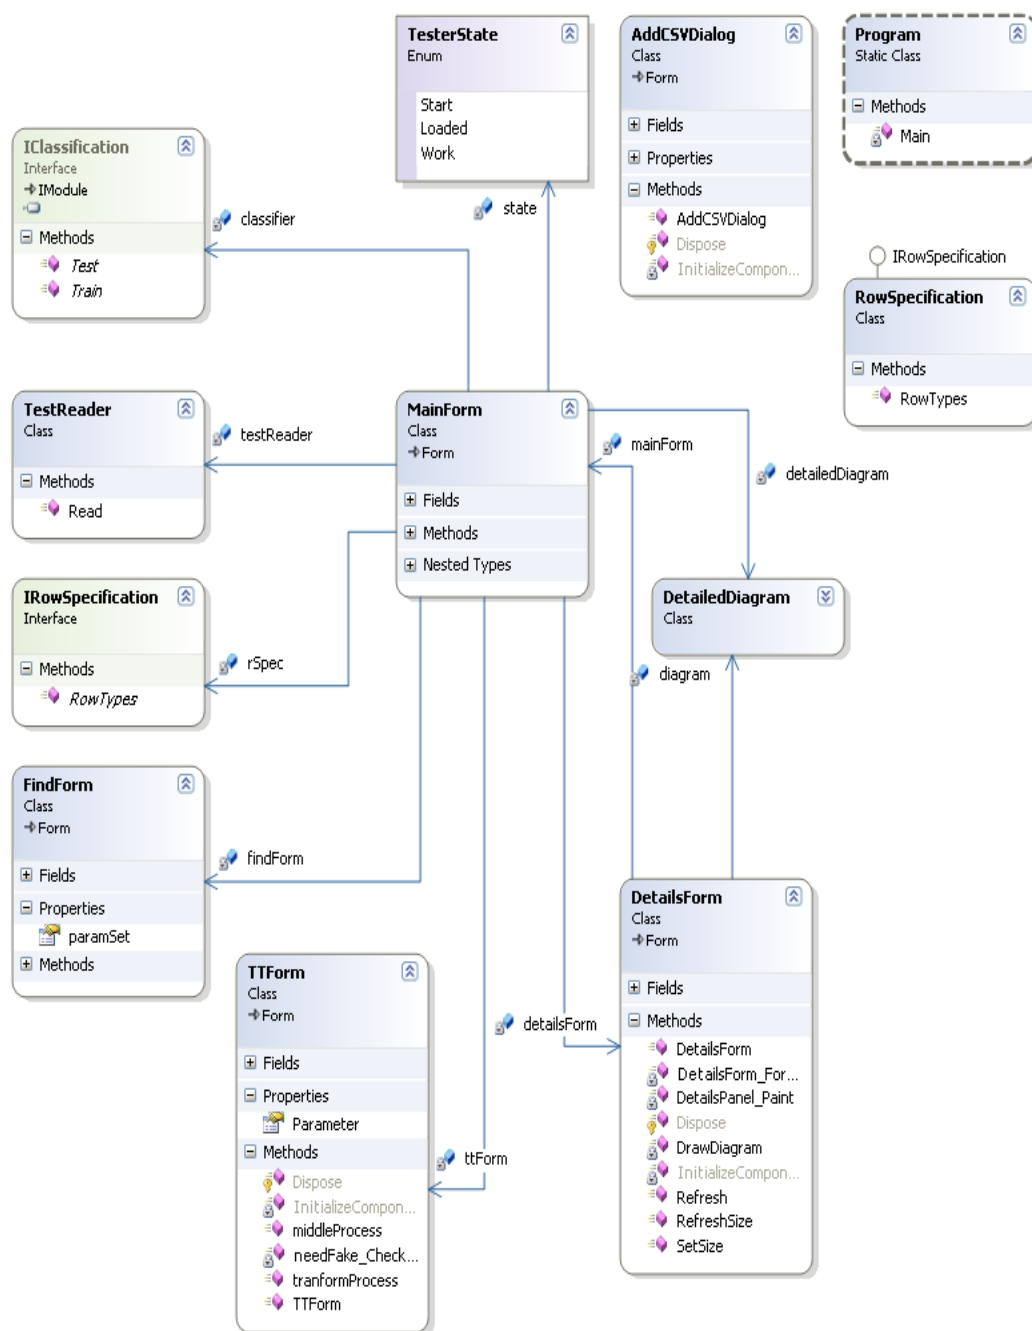 TesterState
Enum
Start
Loaded
Work
AddCSVDialog
Class
Form
Fields
Properties
Methods
AddCSVDialog
Dispose
InitializeCompon...
Program
Static Class
Methods
Main
IClassification
Interface
IModule
Methods
Test
Train
classifier
state
IRowSpecification
RowSpecification
Class
Methods
RowTypes
TestReader
Class
Methods
Read
testReader
MainForm
Class
Form
Fields
Methods
Nested Types
mainForm
detailedDiagram
IRowSpecification
Interface
Methods
RowTypes
rSpec
DetailedDiagram
Class
diagram
FindForm
Class
Form
Fields
Properties
paramSet
Methods
findForm
TTForm
Class
Form
Fields
Properties
Parameter
Methods
Dispose
InitializeCompon...
middleProcess
needFake_Check...
tranformProcess
TTForm
ttForm
detailsForm
DetailsForm
Class
Form
Fields
Methods
DetailsForm
DetailsForm_For...
DetailsPanel_Paint
Dispose
DrawDiagram
InitializeCompon...
Refresh
RefreshSize
SetSize